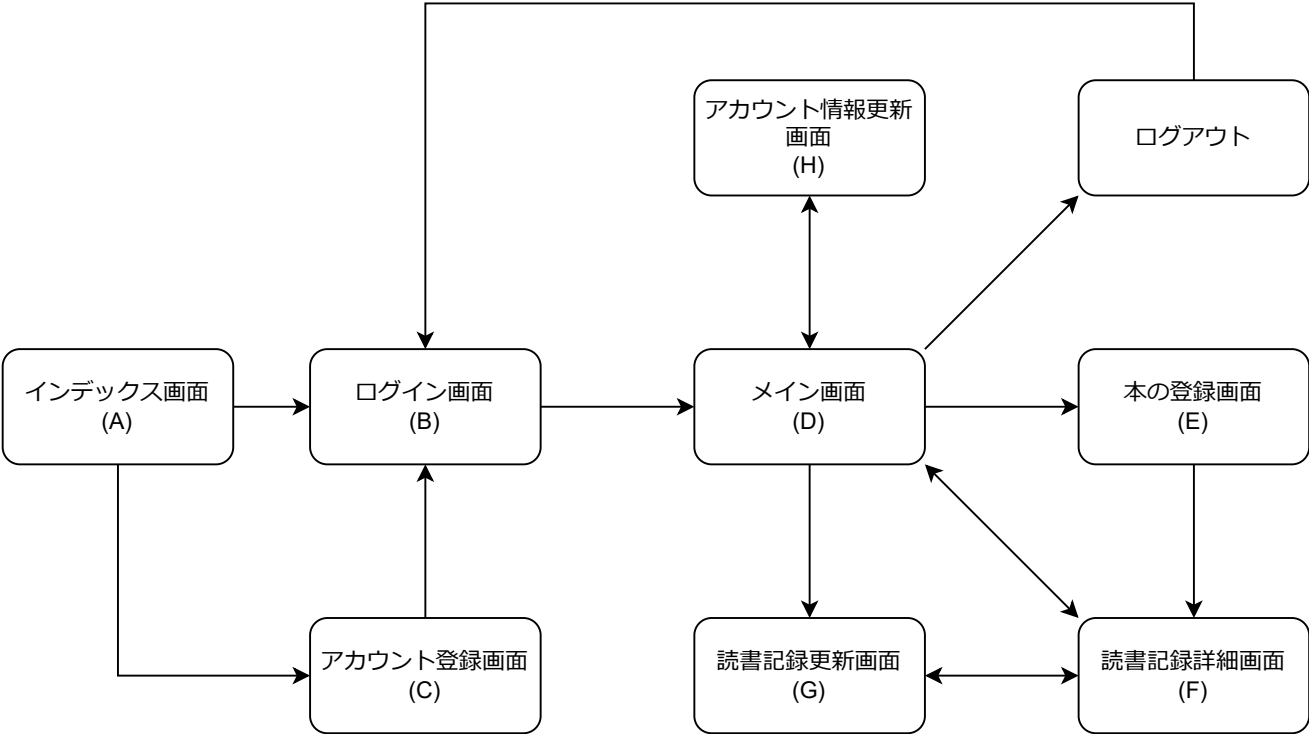 アカウント情報更新
画面
(H)
ログアウト
インデックス画面
(A)
ログイン画面
(B)
メイン画面
(D)
本の登録画面
(E)
アカウント登録画面
(C)
読書記録更新画面
(G)
読書記録詳細画面
(F)